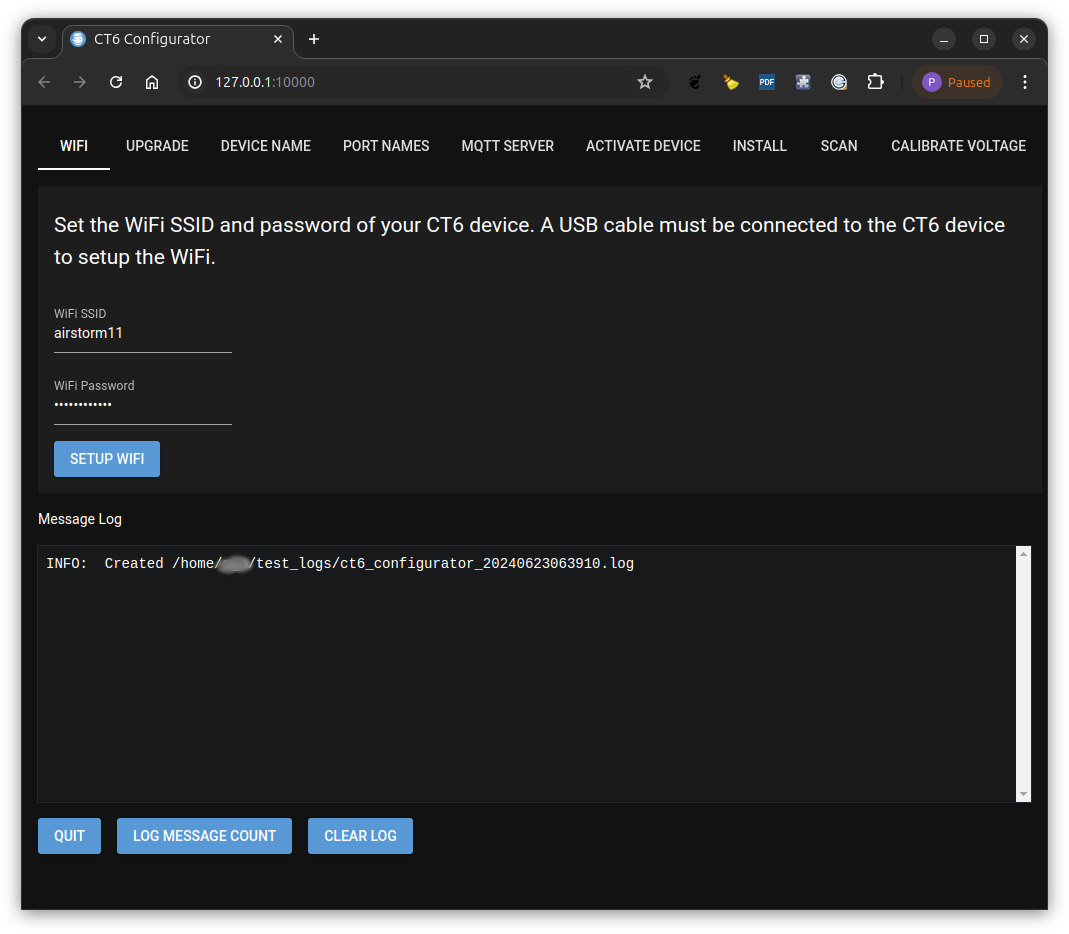 CT6 Configurator
127.0.0.1:10000
PDF
P Paused
WIFI UPGRADE DEVICE NAME PORT NAMES MQTT SERVER ACTIVATE DEVICE INSTALL SCAN CALIBRATE VOLTAGE
Set the WiFi SSID and password of your CT6 device. A USB cable must be connected to the CT6 device
to setup the WiFi.
WiFi SSID
airstorm11
WiFi Password
••••••••••••
SETUP WIFI
Message Log
INFO: Created /home/ /test_logs/ct6_configurator_20240623063910.log
QUIT LOG MESSAGE COUNT CLEAR LOG